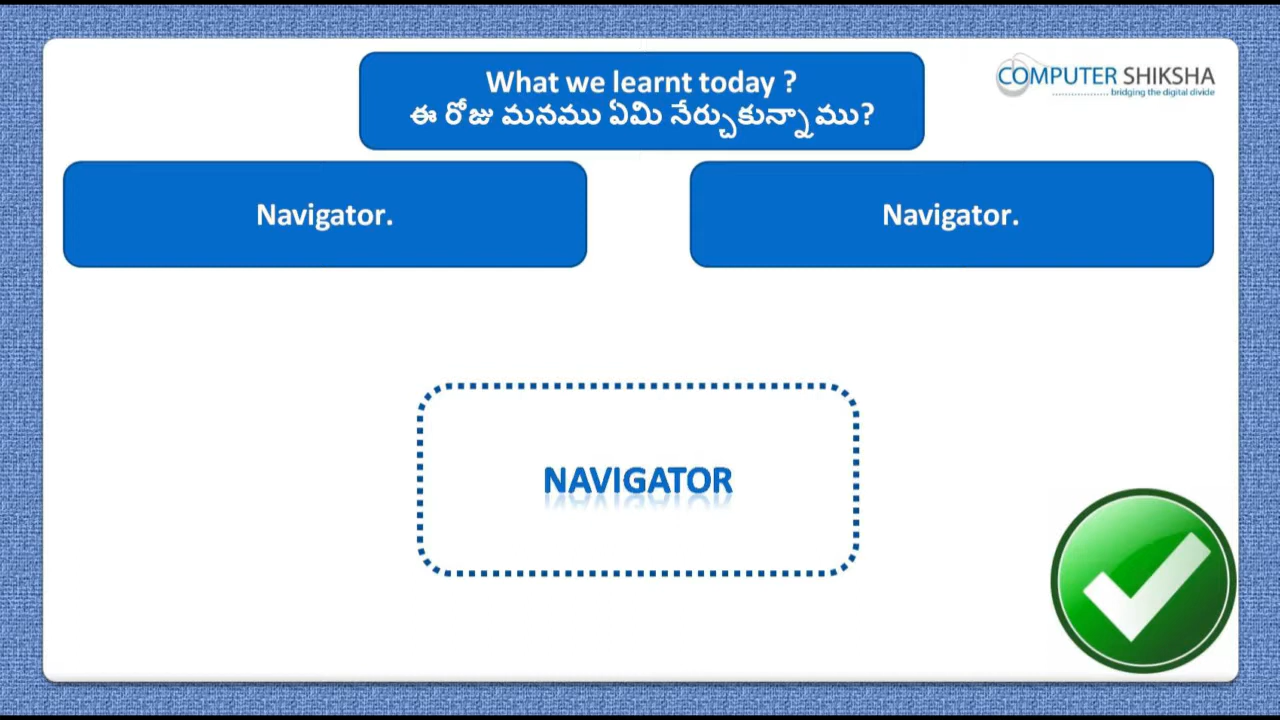 What we learnt today ?
ఈ రోజు మనము ఏమి నేర్చుకున్నాము?
COMPUTER SHIKSHA
bridging the digital divide
Navigator.
Navigator.
NAVIGATOR